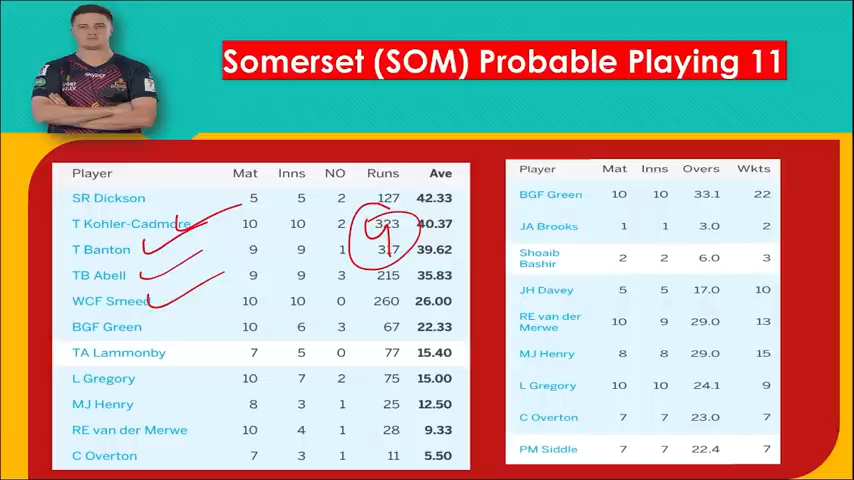 Somerset (SOM) Probable Playing 11
Player Mat Inns NO Runs Ave
SR Dickson 5 5 2 127 42.33
T Kohler-Cadmore 10 10 2 323 40.37
T Banton 9 9 1 317 39.62
TB Abell 9 9 3 215 35.83
WCF Smeed 10 10 0 260 26.00
BGF Green 10 6 3 67 22.33
TA Lammonby 7 5 0 77 15.40
L Gregory 10 7 2 75 15.00
MJ Henry 8 3 1 25 12.50
RE van der Merwe 10 4 1 28 9.33
C Overton 7 3 1 11 5.50
9
Player Mat Inns Overs Wkts
BGF Green 10 10 33.1 22
JA Brooks 1 1 3.0 2
Shoaib
Bashir 2 2 6.0 3
JH Davey 5 5 17.0 10
RE van der
Merwe 10 9 29.0 13
MJ Henry 8 8 29.0 15
L Gregory 10 10 24.1 9
C Overton 7 7 23.0 7
PM Siddle 7 7 22.4 7